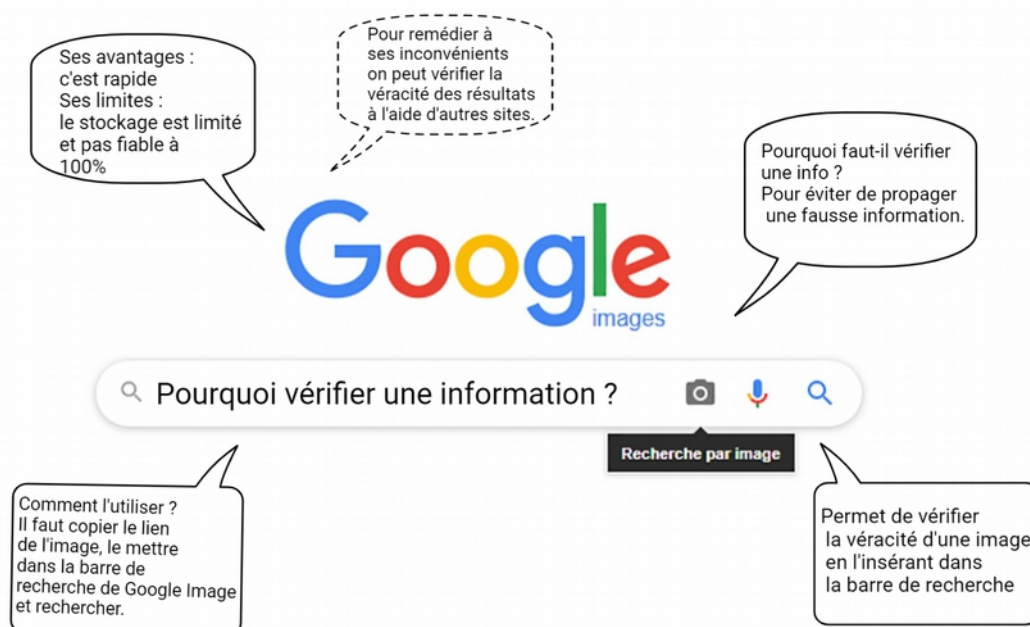 Ses avantages :
c'est rapide
Ses limites :
le stockage est limité
et pas fiable à
100%
Pour remédier à
ses inconvénients
on peut vérifier la
véracité des résultats
à l'aide d'autres sites.
Pourquoi faut-il vérifier
une info ?
Pour éviter de propager
une fausse information.
Google
images
Pourquoi vérifier une information ?
Recherche par image
Comment l'utiliser ?
Il faut copier le lien
de l'image, le mettre
dans la barre de
recherche de Google Image
et rechercher.
Permet de vérifier
la véracité d'une image
en l'insérant dans
la barre de recherche